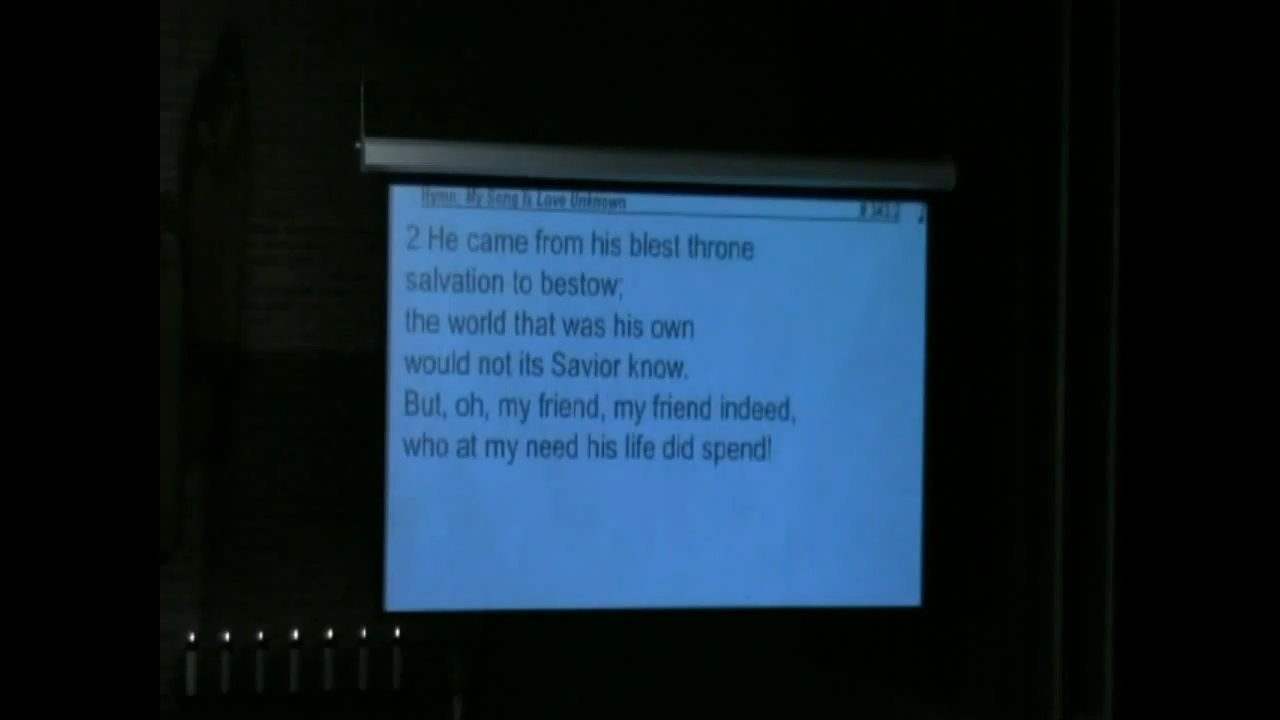 Hymn: My Song Is Love Unknown
2 He came from his blest throne
salvation to bestow;
the world that was his own
would not its Savior know.
But, oh, my friend, my friend indeed,
who at my need his life did spend!